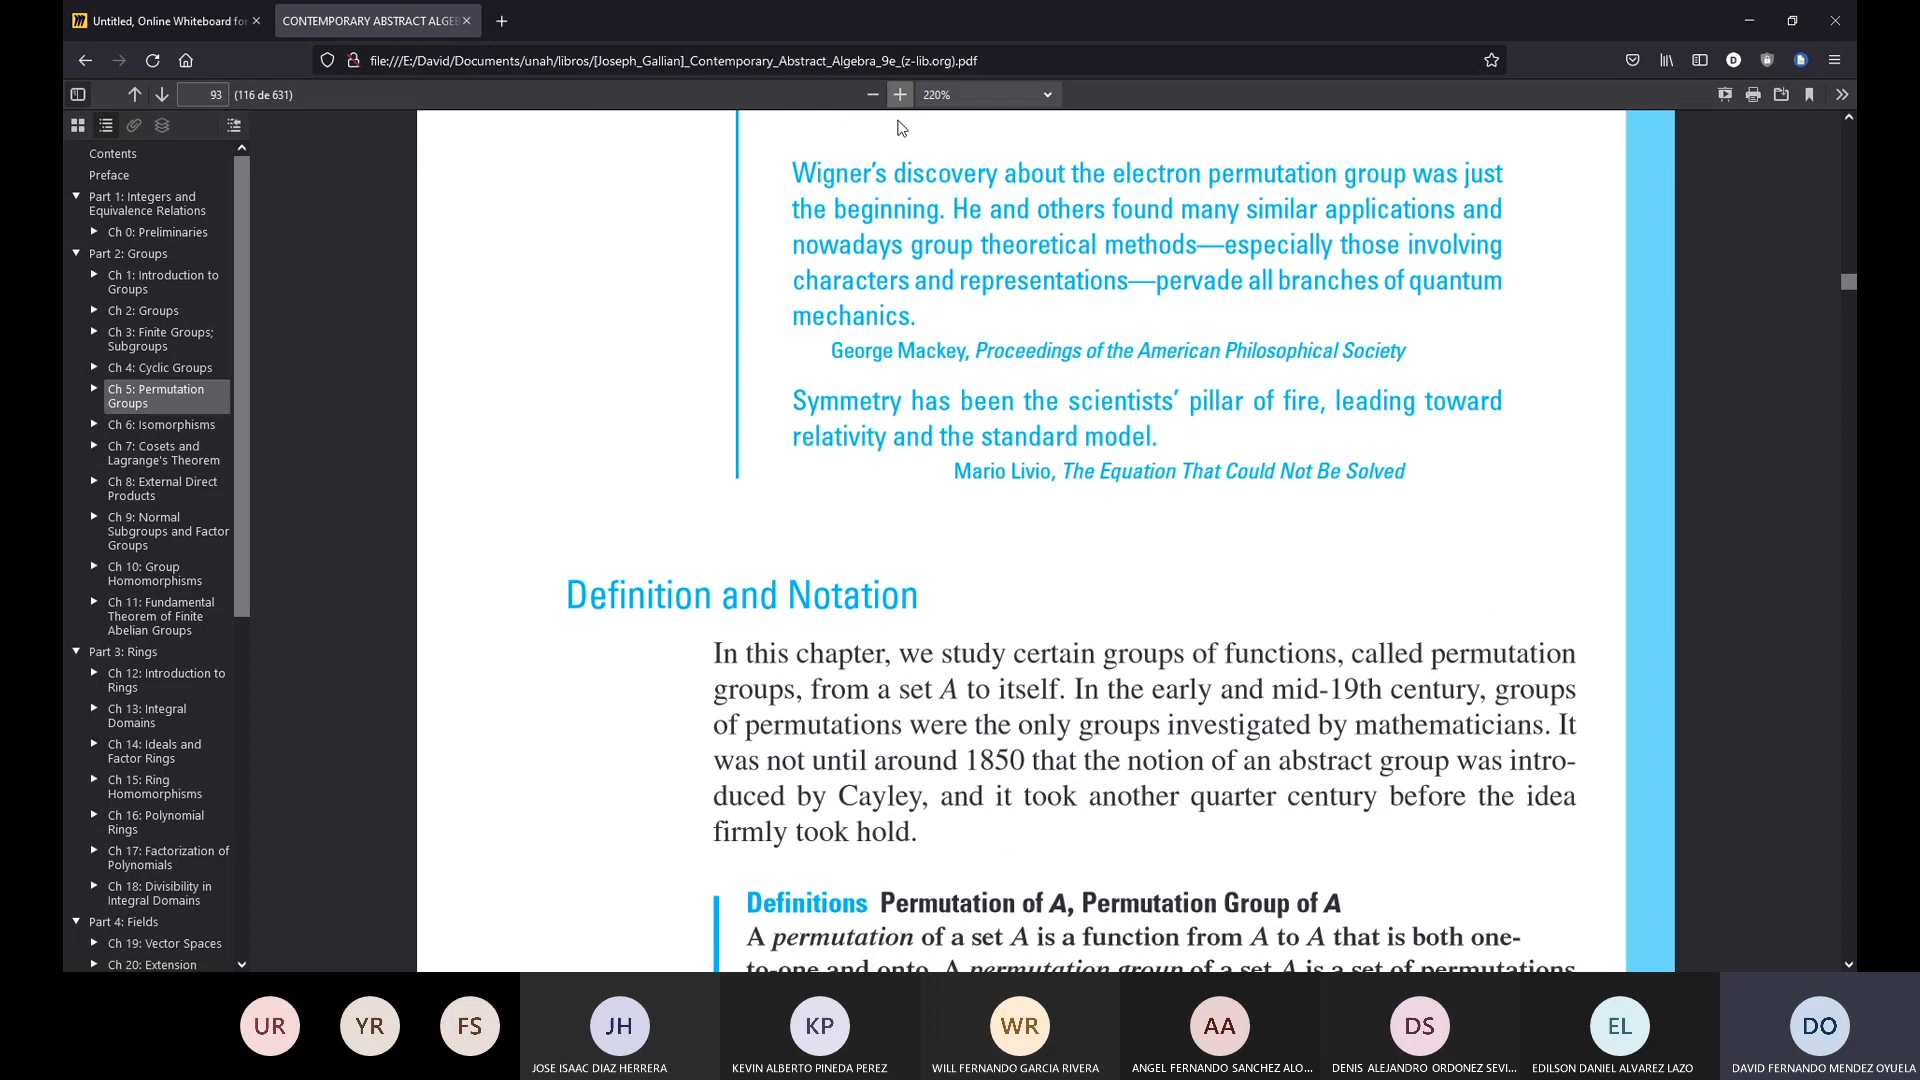 Untitled, Online Whiteboard for
CONTEMPORARY ABSTRACT ALGEB
file:///E:/David/Documents/unah/libros/[Joseph_Gallian]_Contemporary_Abstract_Algebra_9e_(z-lib.org).pdf
93 (116 de 631)
220%
Contents
Preface
Part 1: Integers and
Equivalence Relations
Ch 0: Preliminaries
Part 2: Groups
Ch 1: Introduction to
Groups
Ch 2: Groups
Ch 3: Finite Groups;
Subgroups
Ch 4: Cyclic Groups
Ch 5: Permutation
Groups
Ch 6: Isomorphisms
Ch 7: Cosets and
Lagrange's Theorem
Ch 8: External Direct
Products
Ch 9: Normal
Subgroups and Factor
Groups
Ch 10: Group
Homomorphisms
Ch 11: Fundamental
Theorem of Finite
Abelian Groups
Part 3: Rings
Ch 12: Introduction to
Rings
Ch 13: Integral
Domains
Ch 14: Ideals and
Factor Rings
Ch 15: Ring
Homomorphisms
Ch 16: Polynomial
Rings
Ch 17: Factorization of
Polynomials
Ch 18: Divisibility in
Integral Domains
Part 4: Fields
Ch 19: Vector Spaces
Ch 20: Extension
Wigner’s discovery about the electron permutation group was just
the beginning. He and others found many similar applications and
nowadays group theoretical methods—especially those involving
characters and representations—pervade all branches of quantum
mechanics.
George Mackey, Proceedings of the American Philosophical Society
Symmetry has been the scientists’ pillar of fire, leading toward
relativity and the standard model.
Mario Livio, The Equation That Could Not Be Solved
Definition and Notation
In this chapter, we study certain groups of functions, called permutation
groups, from a set A to itself. In the early and mid-19th century, groups
of permutations were the only groups investigated by mathematicians. It
was not until around 1850 that the notion of an abstract group was intro-
duced by Cayley, and it took another quarter century before the idea
firmly took hold.
Definitions Permutation of A, Permutation Group of A
A permutation of a set A is a function from A to A that is both one-
to-one and onto. A permutation group of a set A is a set of permutations
UR
YR
FS
JH
KP
WR
AA
DS
EL
DO
D
JOSE ISAAC DIAZ HERRERA
KEVIN ALBERTO PINEDA PEREZ
WILL FERNANDO GARCIA RIVERA
ANGEL FERNANDO SANCHEZ ALO...
DENIS ALEJANDRO ORDONEZ SEVI...
EDILSON DANIEL ALVAREZ LAZO
DAVID FERNANDO MENDEZ OYUELA